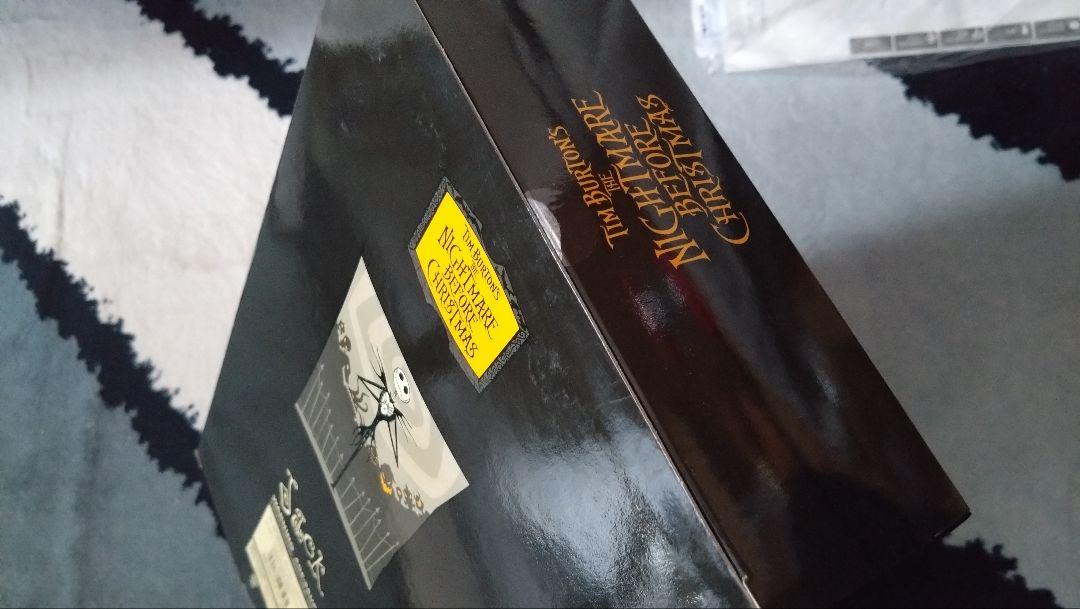 TIM BURTON'S
THE
NIGHTMARE
BEFORE
CHRISTMAS
TIM BURTON'S
THE
NIGHTMARE
BEFORE
CHRISTMAS
Jack